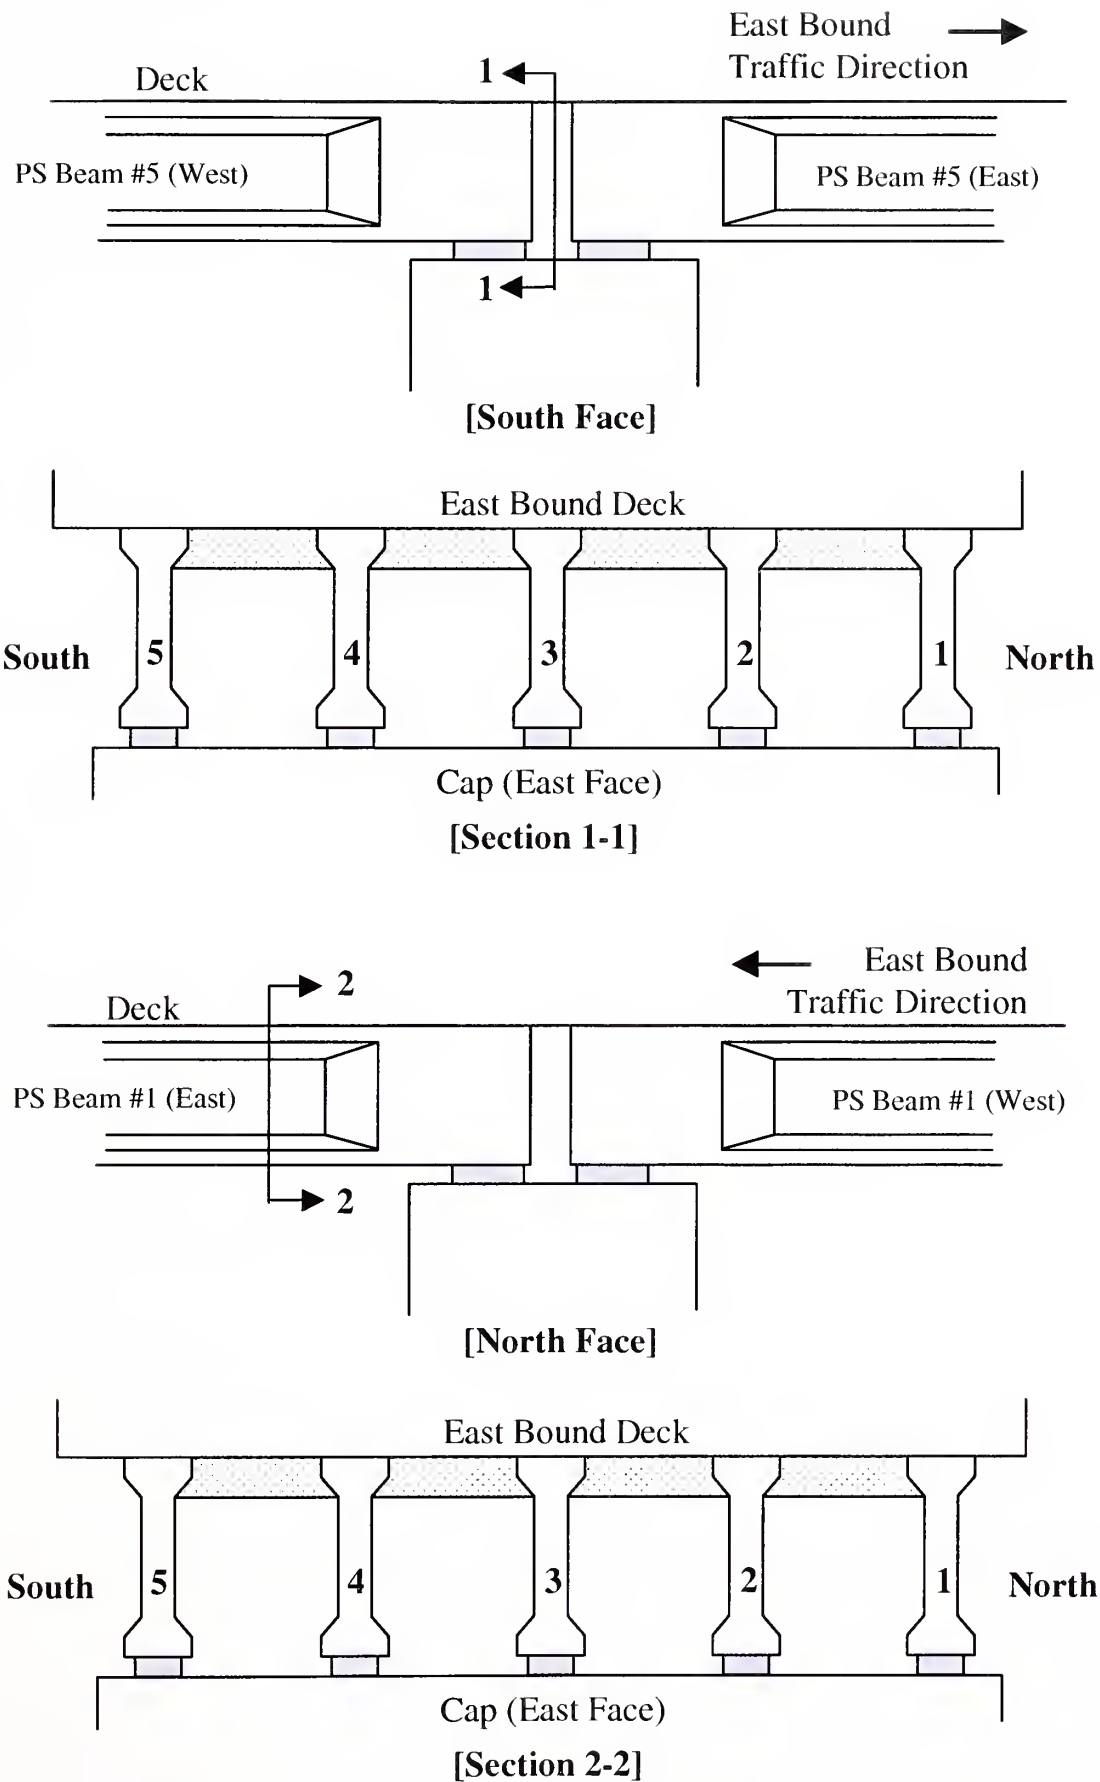 East Bound
Traffic Direction
Deck
1
PS Beam #5 (West)
PS Beam #5 (East)
1
[South Face]
East Bound Deck
South
5
4
3
2
1
North
Cap (East Face)
[Section 1-1]
East Bound
Traffic Direction
2
Deck
PS Beam #1 (East)
PS Beam #1 (West)
2
[North Face]
East Bound Deck
South
5
4
3
2
1
North
Cap (East Face)
[Section 2-2]